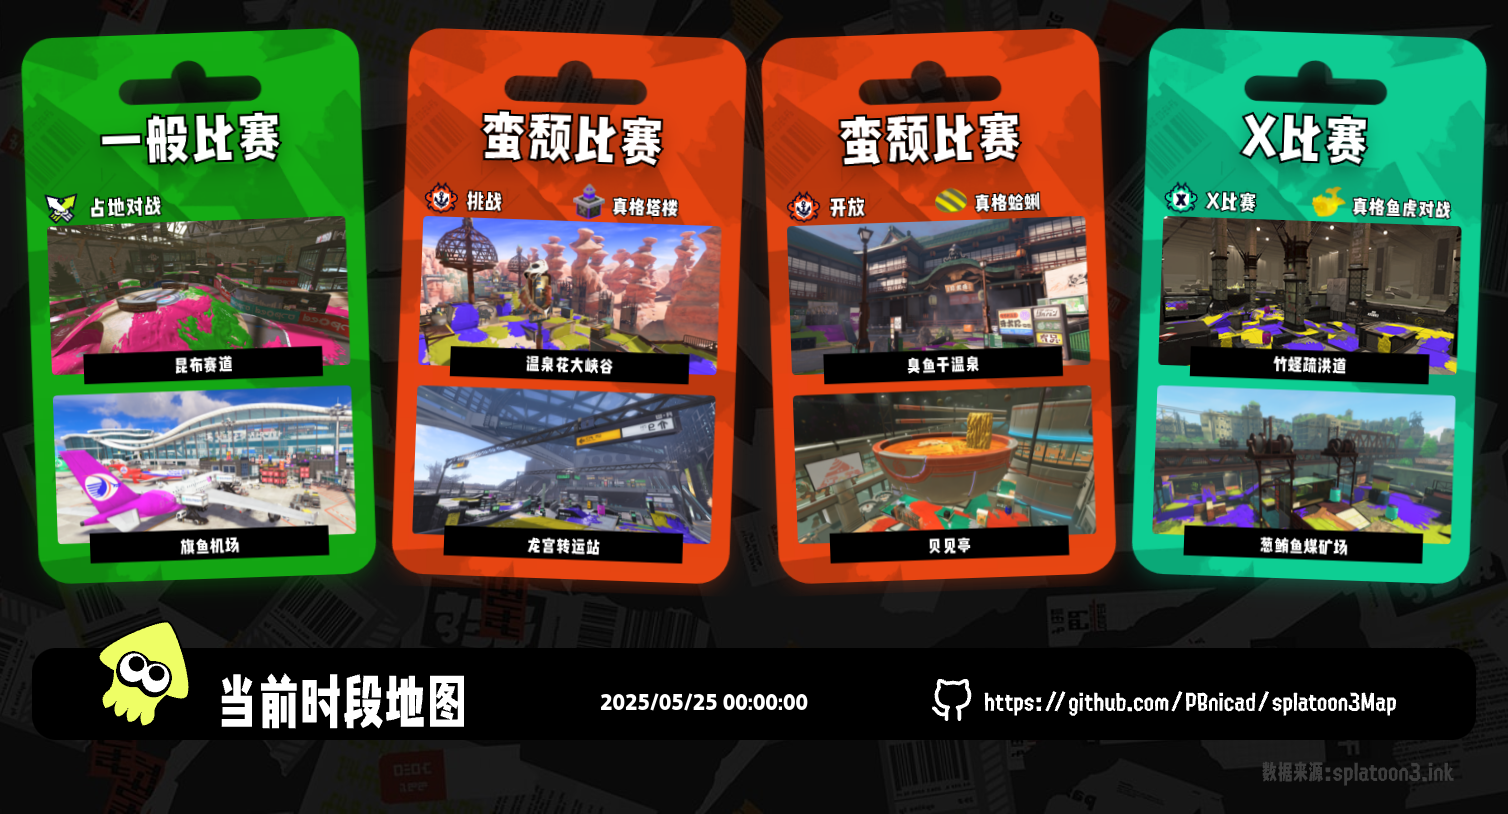 一般比赛
占地对战
昆布赛道
旗鱼机场
蛮颓比赛
挑战
真格塔楼
温泉花大峡谷
龙宫转运站
蛮颓比赛
开放
真格蛤蜊
臭鱼干温泉
贝见亭
X比赛
X比赛
真格鱼虎对战
竹蛏疏洪道
葱鲔鱼煤矿场
当前时段地图
2025/05/25 00:00:00
https://github.com/PBnicad/splatoon3Map
数据来源:splatoon3.ink